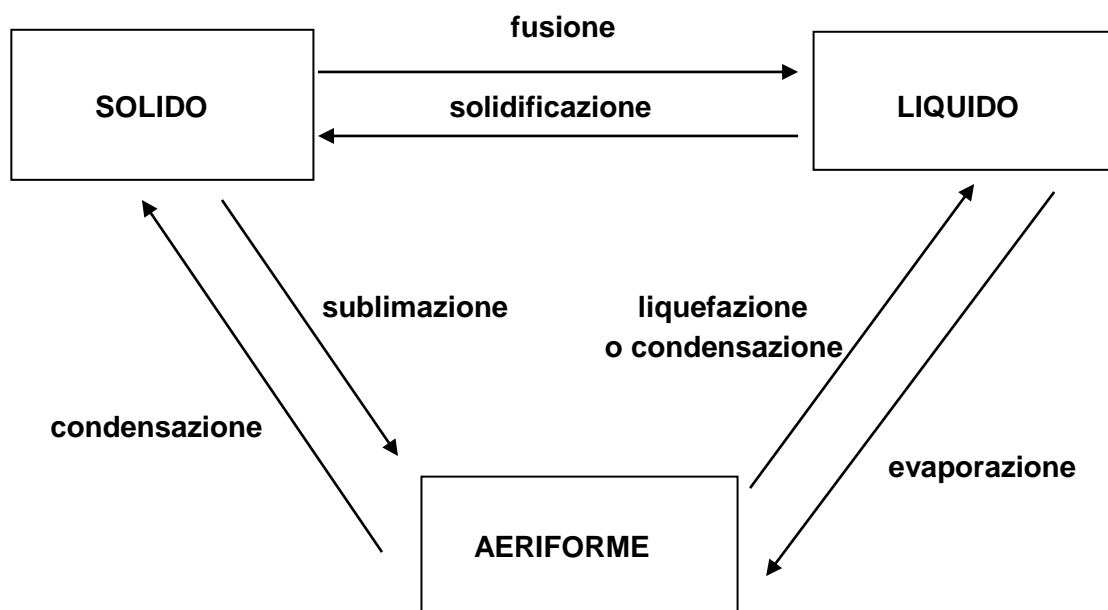 fusione
SOLIDO
solidificazione
LIQUIDO
sublimazione
liquefazione
o condensazione
condensazione
evaporazione
AERIFORME